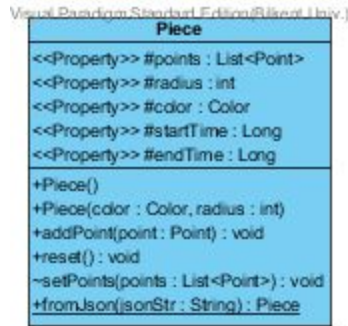 Visual Paradigm Standard Edition(Bilkent Univ.)
Piece
<<Property>> #points : List<Point>
<<Property>> #radius : int
<<Property>> #color : Color
<<Property>> #startTime : Long
<<Property>> #endTime : Long
+Piece()
+Piece(color : Color, radius : int)
+addPoint(point : Point) : void
+reset() : void
~setPoints(points : List<Point>) : void
+fromJson(jsonStr : String) : Piece